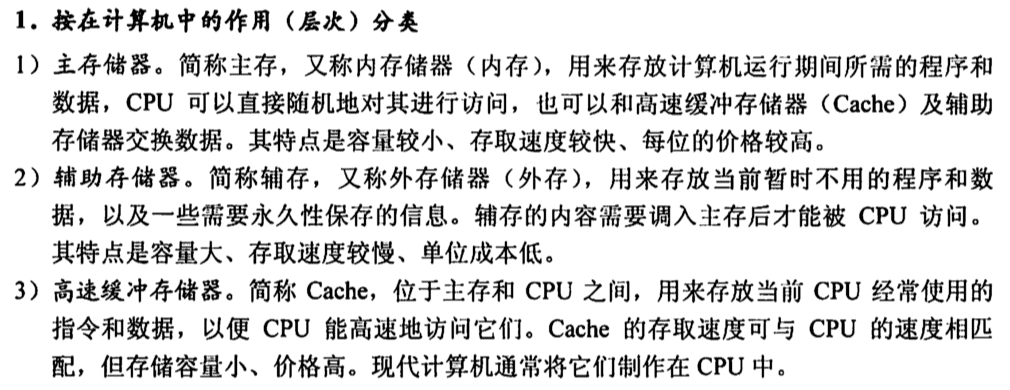 1. 按在计算机中的作用（层次）分类
1）主存储器。简称主存，又称内存储器（内存），用来存放计算机运行期间所需的程序和
数据，CPU 可以直接随机地对其进行访问，也可以和高速缓冲存储器（Cache）及辅助
存储器交换数据。其特点是容量较小、存取速度较快、每位的价格较高。
2）辅助存储器。简称辅存，又称外存储器（外存），用来存放当前暂时不用的程序和数
据，以及一些需要永久性保存的信息。辅存的内容需要调入主存后才能被 CPU 访问。
其特点是容量大、存取速度较慢、单位成本低。
3）高速缓冲存储器。简称 Cache，位于主存和 CPU 之间，用来存放当前 CPU 经常使用的
指令和数据，以便 CPU 能高速地访问它们。Cache 的存取速度可与 CPU 的速度相匹
配，但存储容量小、价格高。现代计算机通常将它们制作在 CPU 中。